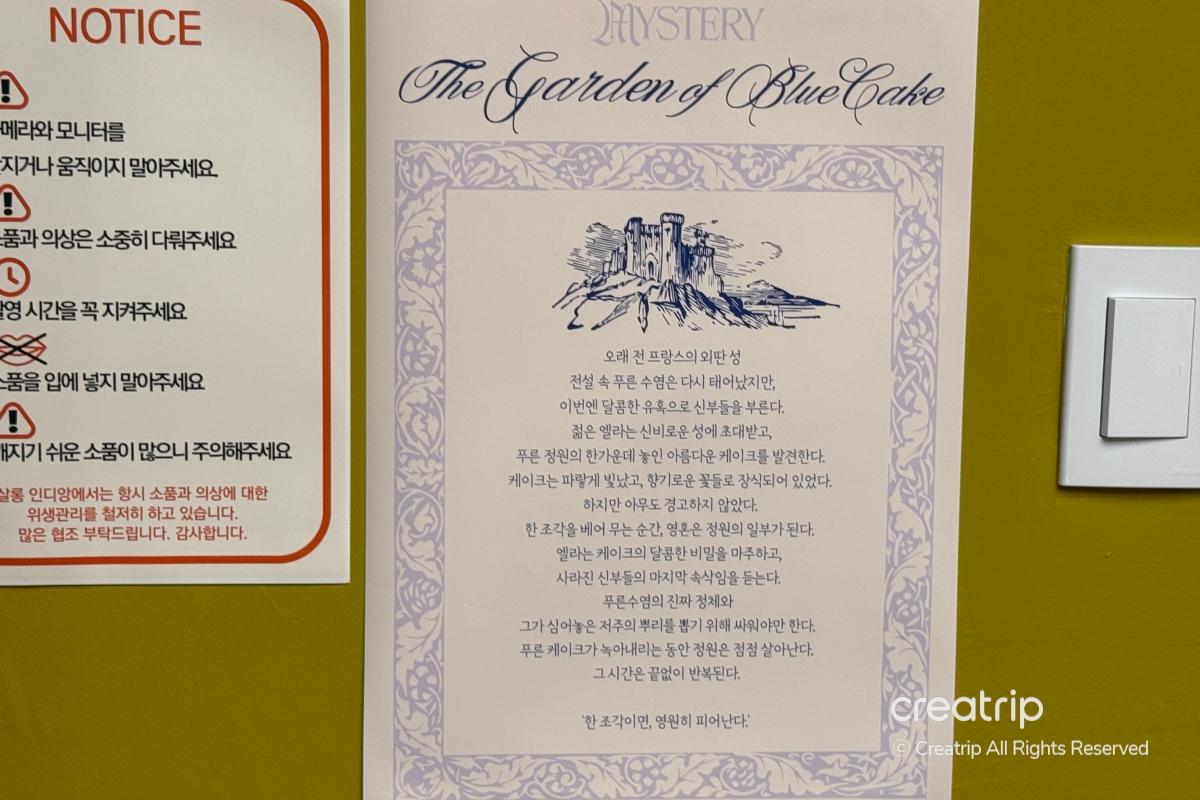 NOTICE
모니터를
움직이지 말아주세요.
의상은 소중히 다뤄주세요
시간을 꼭 지켜주세요
입에 넣지 말아주세요
쉬운 소품이 많으니 주의해주세요
살롱 인디앙에서는 항시 소품과 의상에 대한
위생관리를 철저히 하고 있습니다.
많은 협조 부탁드립니다. 감사합니다.
MYSTERY
The Garden of Blue Cake
오래 전 프랑스의 외딴 성
전설 속 푸른 수염은 다시 태어났지만,
이번엔 달콤한 유혹으로 신부들을 부른다.
젊은 엘라는 신비로운 성에 초대받고,
푸른 정원의 한가운데 놓인 아름다운 케이크를 발견한다.
케이크는 파랗게 빛났고, 향기로운 꽃들로 장식되어 있었다.
하지만 아무도 경고하지 않았다.
한 조각을 베어 무는 순간, 영혼은 정원의 일부가 된다.
엘라는 케이크의 달콤한 비밀을 마주하고,
사라진 신부들의 마지막 속삭임을 듣는다.
푸른수염의 진짜 정체와
그가 심어놓은 저주의 뿌리를 뽑기 위해 싸워야만 한다.
푸른 케이크가 녹아내리는 동안 정원은 점점 살아난다.
그 시간은 끝없이 반복된다.
'한 조각이면, 영원히 피어난다.'
creatrip
© Creatrip All Rights Reserved